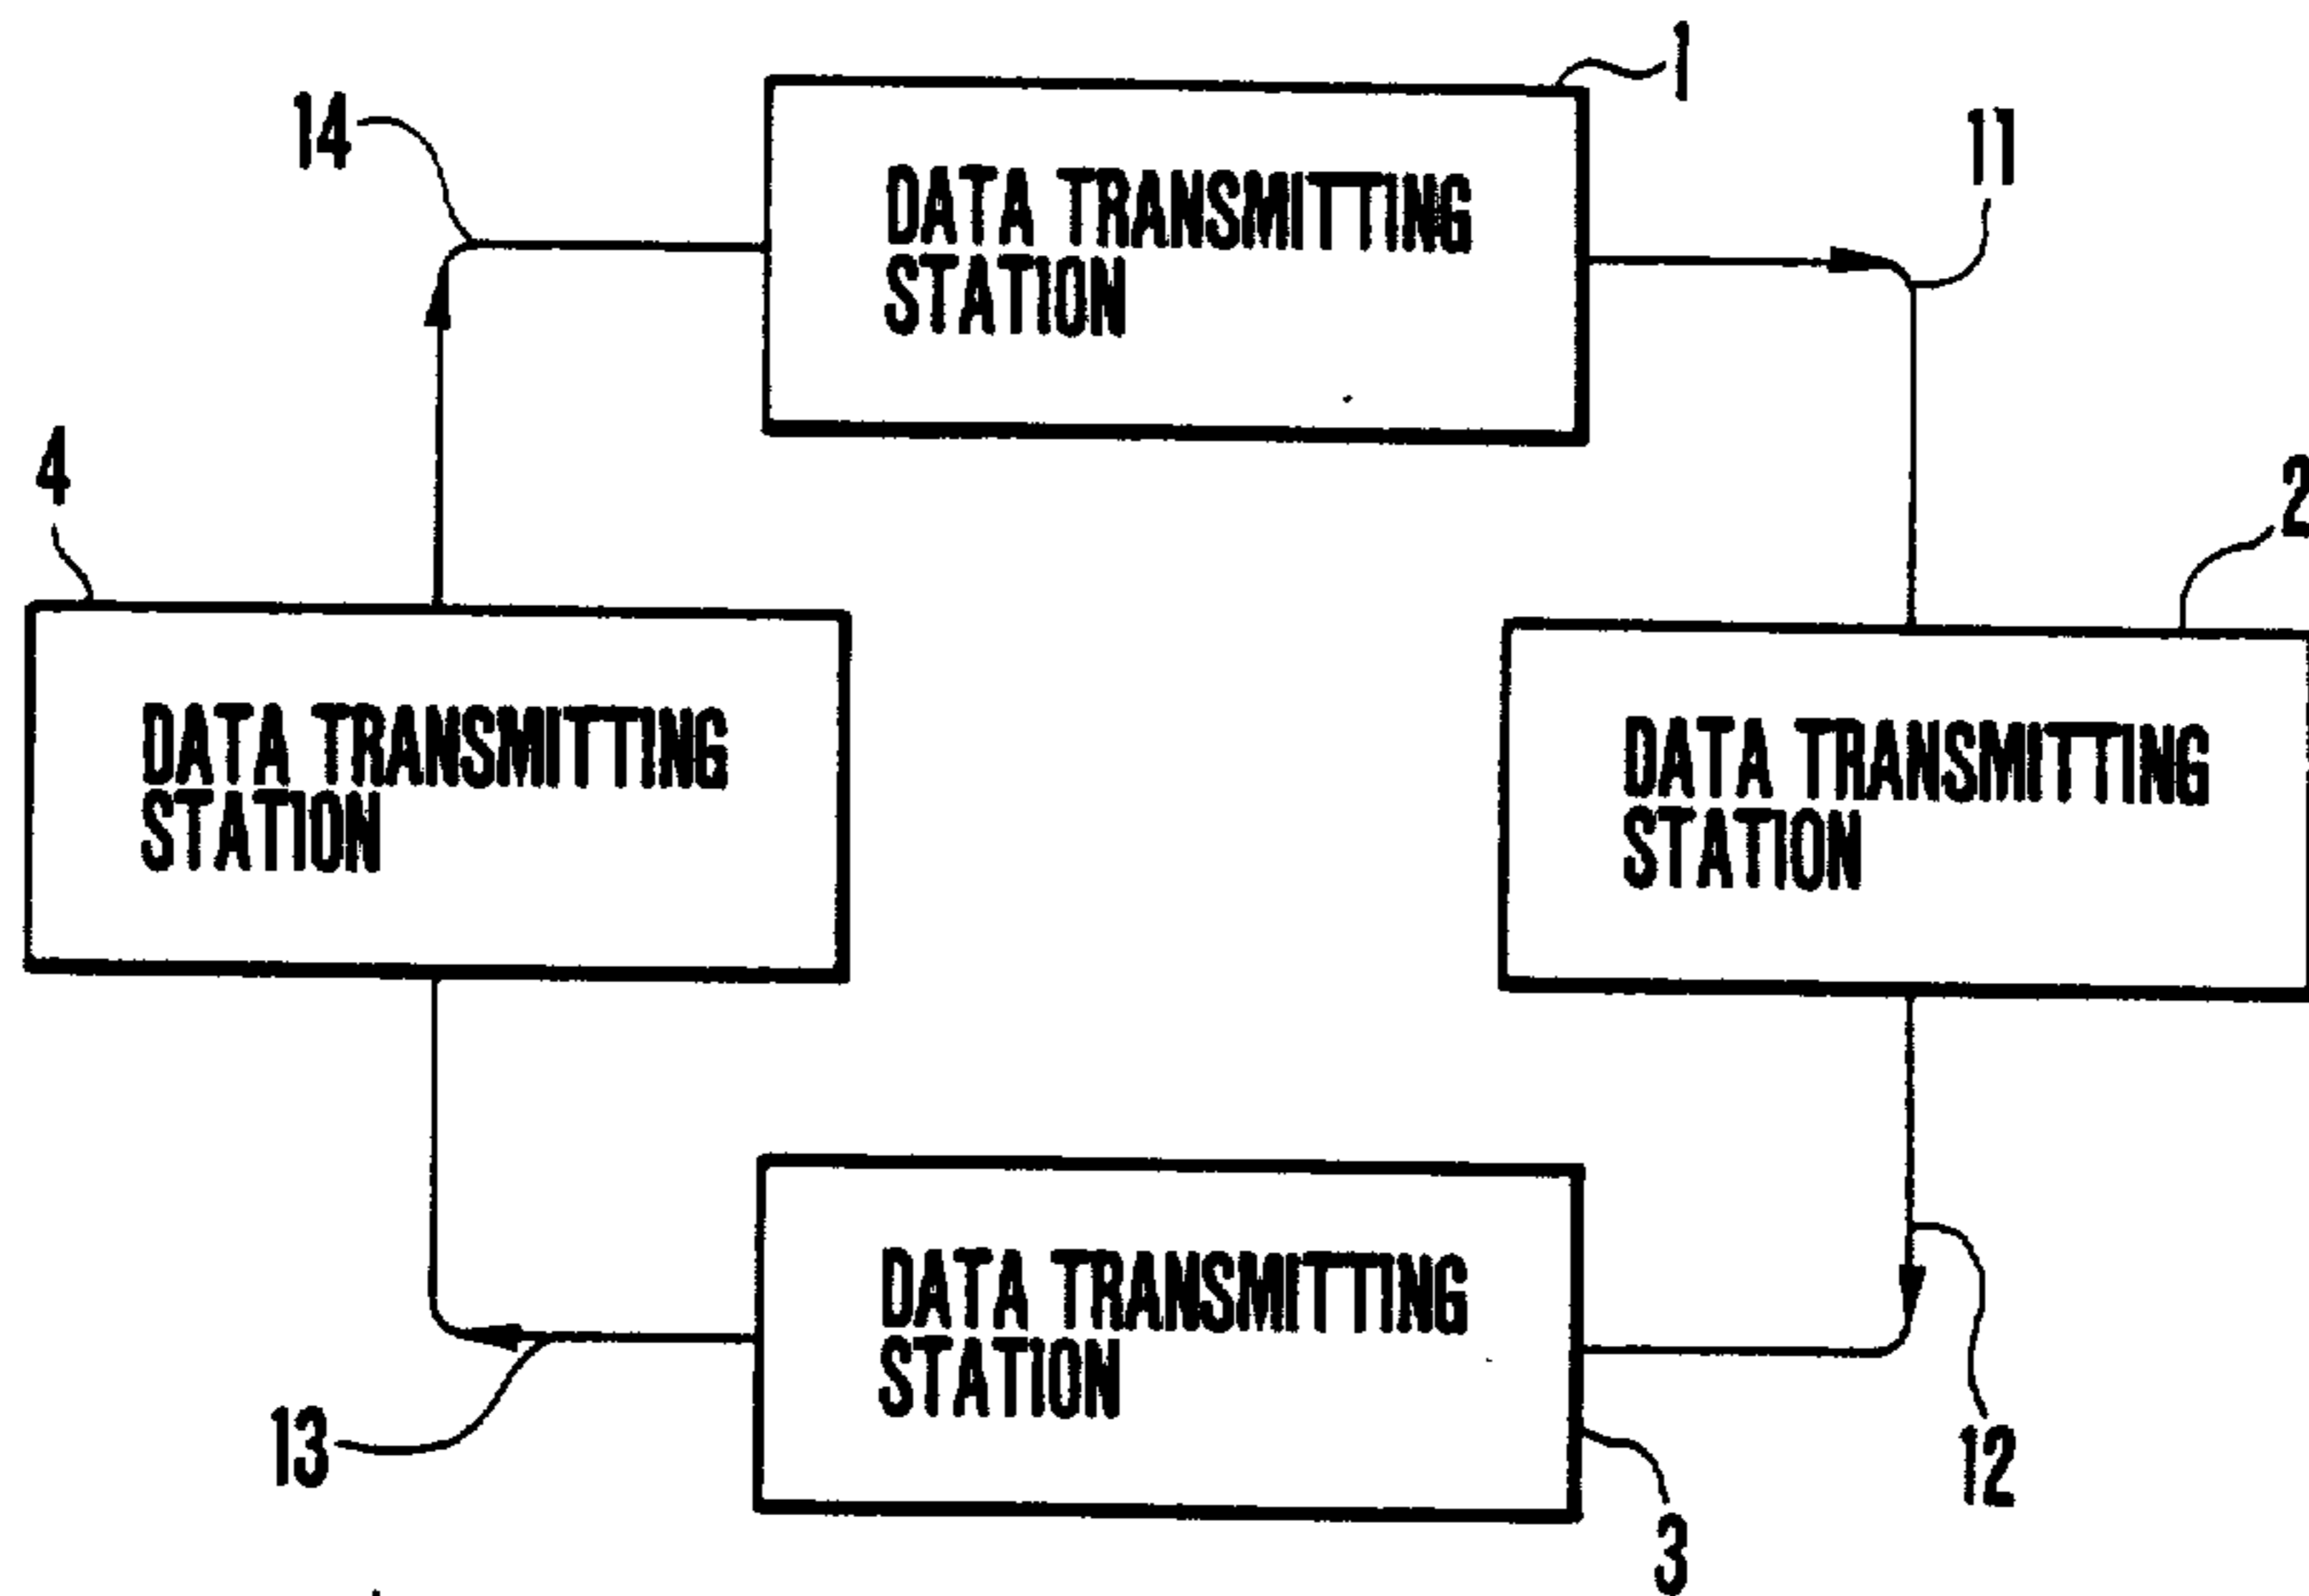 1
14
11
DATA TRANSMITTING
STATION
4
2
DATA TRANSMITTING
STATION
DATA TRANSMITTING
STATION
DATA TRANSMITTING
STATION
13
12
3